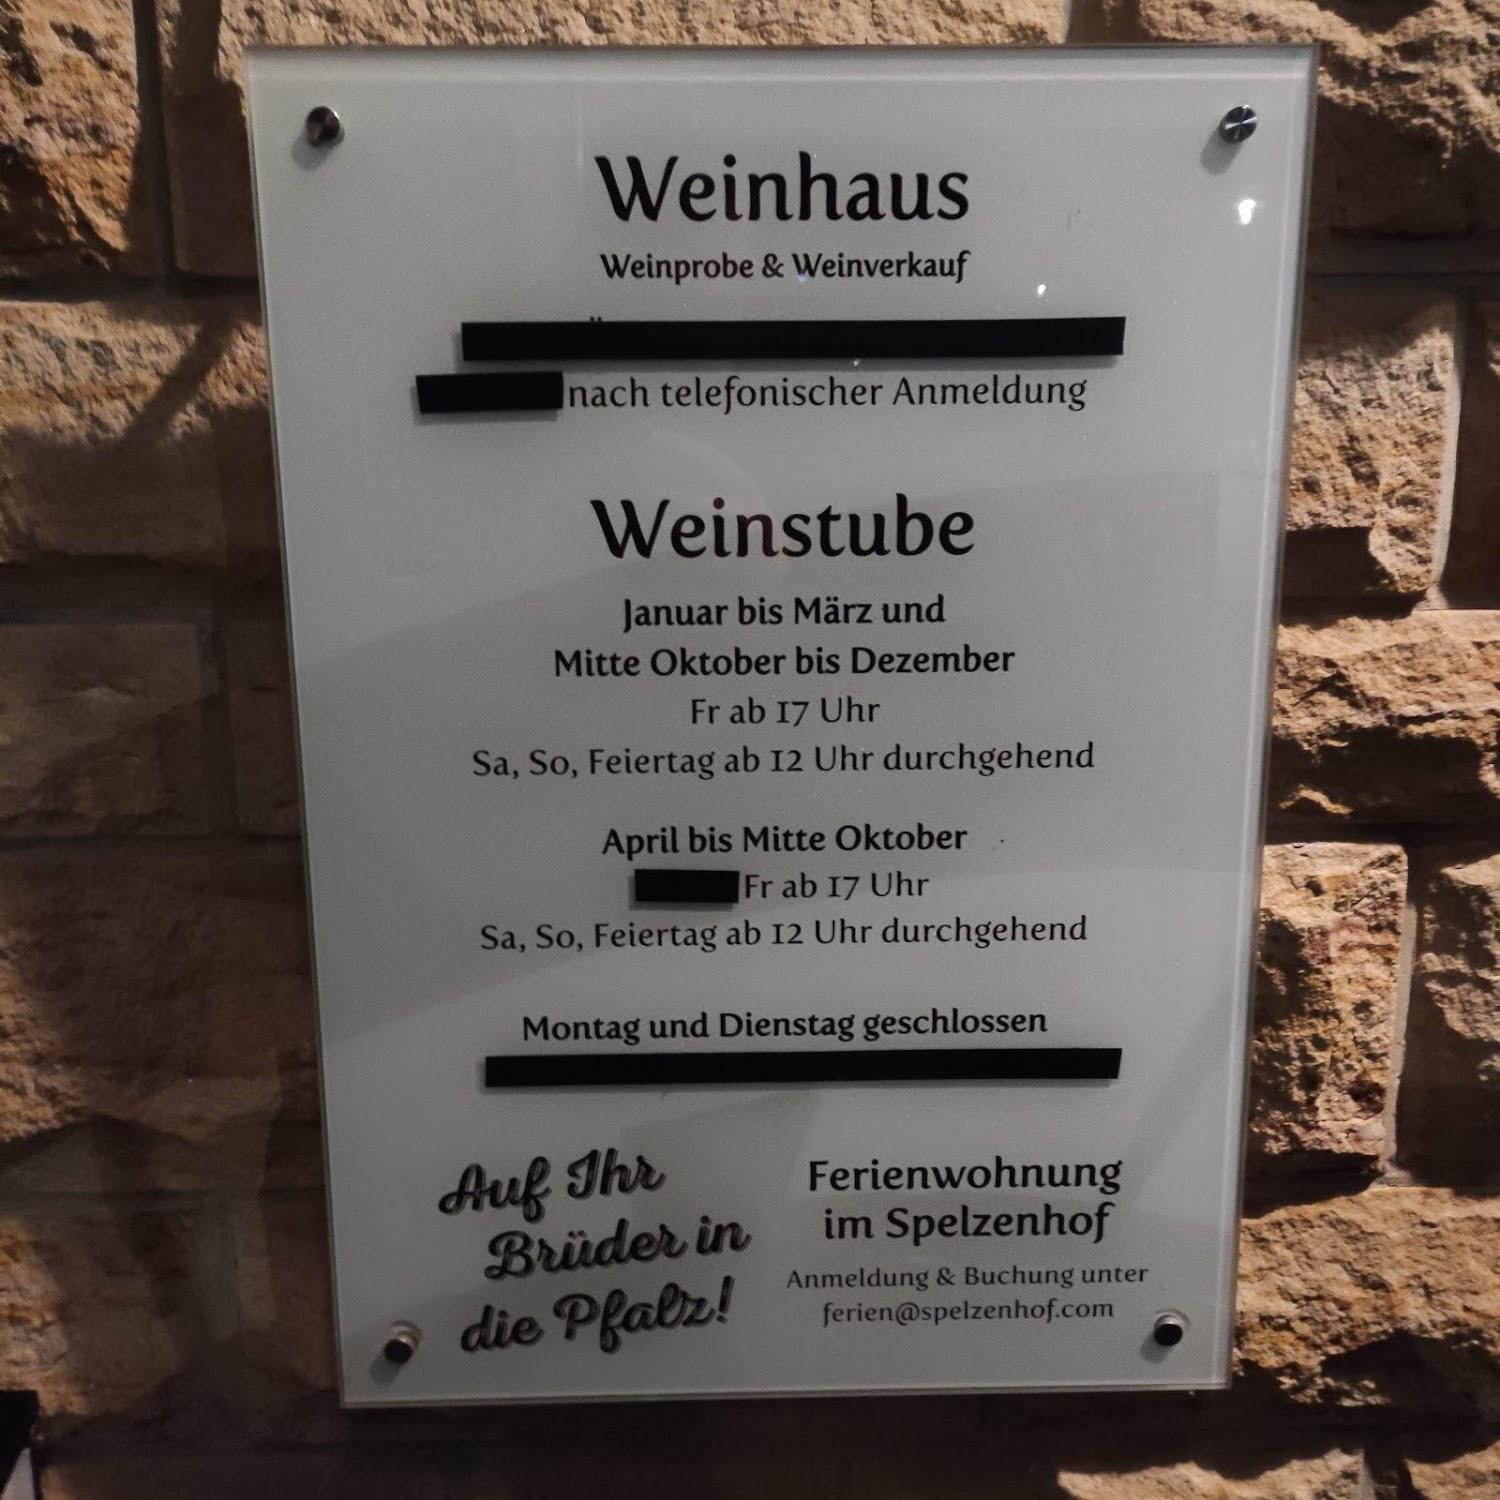 Weinhaus
Weinprobe & Weinverkauf
nach telefonischer Anmeldung
Weinstube
Januar bis März und
Mitte Oktober bis Dezember
Fr ab 17 Uhr
Sa, So, Feiertag ab 12 Uhr durchgehend
April bis Mitte Oktober
Fr ab 17 Uhr
Sa, So, Feiertag ab 12 Uhr durchgehend
Montag und Dienstag geschlossen
Auf Ihr
Brüder in
die Pfalz!
Ferienwohnung
im Spelzenhof
Anmeldung & Buchung unter
ferien@spelzenhof.com